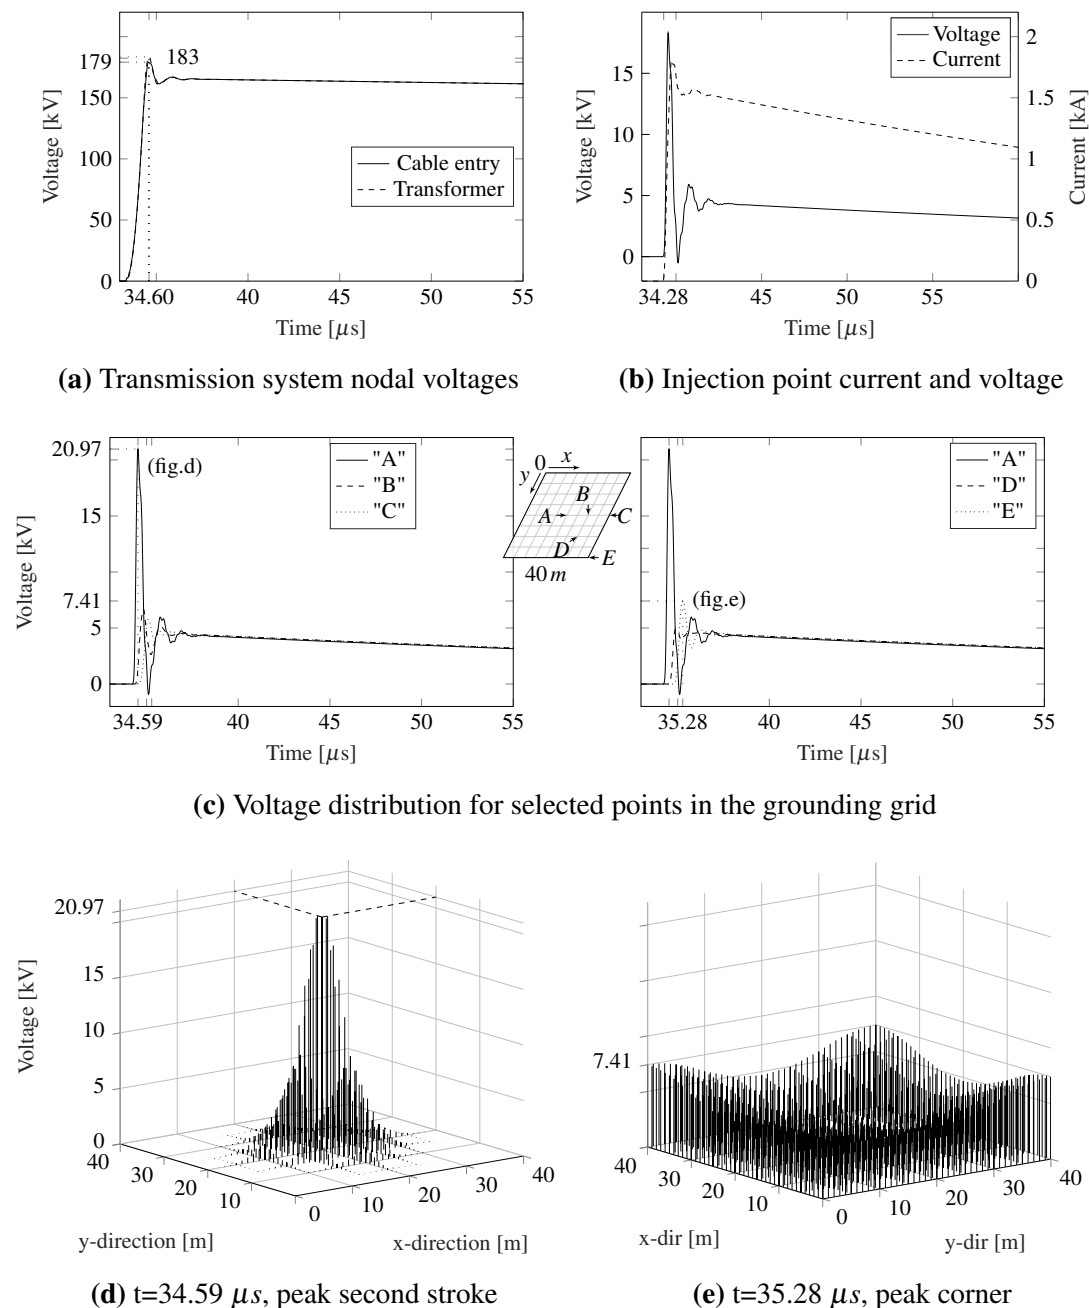 183
179
150
100
50
0
Voltage [kV]
Cable entry
Transformer
34.60 40 45 50 55
Time [μs]
(a) Transmission system nodal voltages
15
10
5
0
Voltage [kV]
Voltage
Current
2
1.5
1
0.5
0
Current [kA]
34.28 45 50 55
Time [μs]
(b) Injection point current and voltage
20.97
15
7.41
5
0
Voltage [kV]
(fig.d)
"A"
"B"
"C"
34.59 40 45 50 55
Time [μs]
0 x
y
B
A
C
D
E
40 m
(fig.e)
"A"
"D"
"E"
35.28 40 45 50 55
Time [μs]
(c) Voltage distribution for selected points in the grounding grid
20.97
15
10
5
0
Voltage [kV]
40
30
20
10
0
10
20
30
40
y-direction [m]
x-direction [m]
(d) t=34.59 μs, peak second stroke
7.41
40
30
20
10
0
10
20
30
40
x-dir [m]
y-dir [m]
(e) t=35.28 μs, peak corner